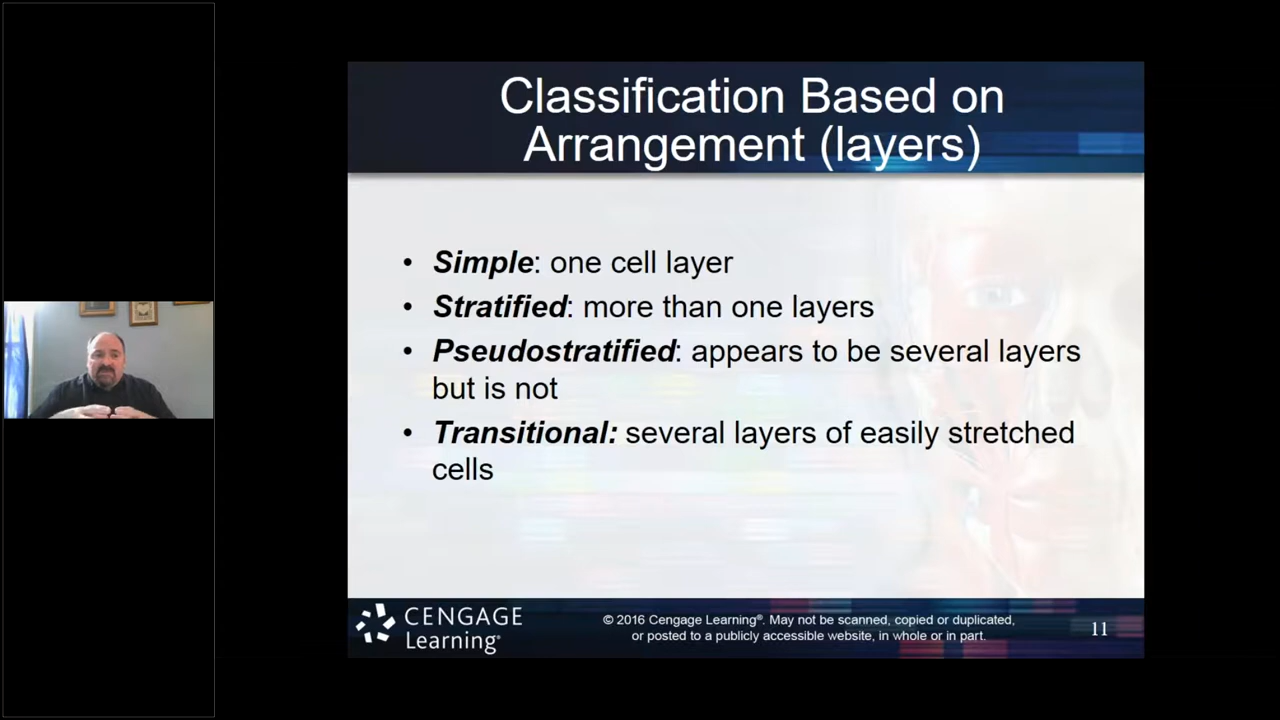 Classification Based on
Arrangement (layers)
• Simple: one cell layer
• Stratified: more than one layers
• Pseudostratified: appears to be several layers
but is not
• Transitional: several layers of easily stretched
cells
CENGAGE
Learning®
© 2016 Cengage Learning®. May not be scanned, copied or duplicated,
or posted to a publicly accessible website, in whole or in part.
11